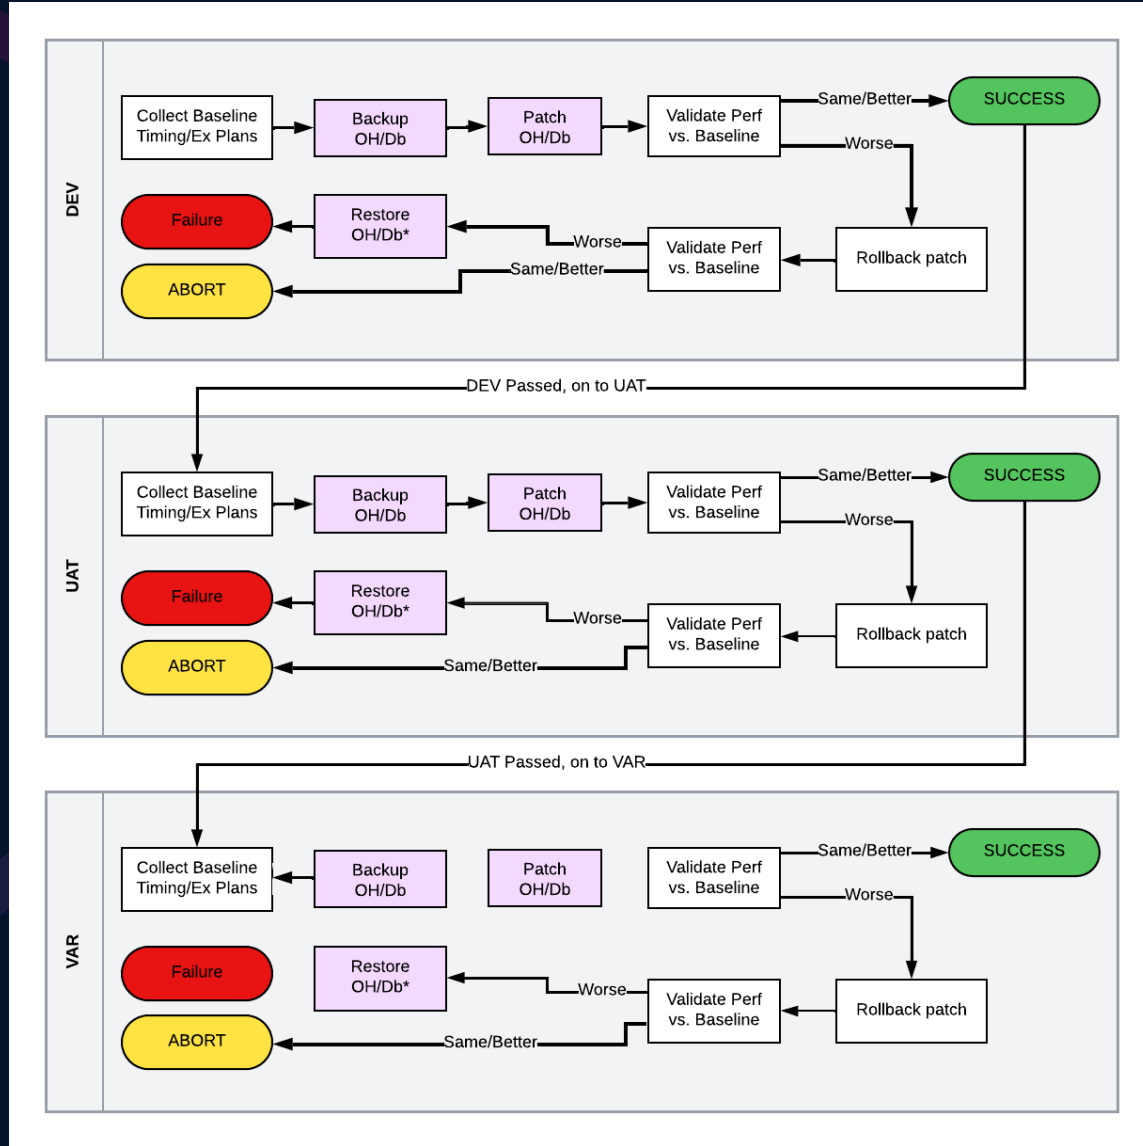 DEV
Collect Baseline
Timing/Ex Plans
Backup
OH/Db
Patch
OH/Db
Validate Perf
vs. Baseline
Same/Better
SUCCESS
Worse
Failure
Restore
OH/Db*
Worse
Validate Perf
vs. Baseline
Rollback patch
Same/Better
ABORT
DEV Passed, on to UAT
UAT
Collect Baseline
Timing/Ex Plans
Backup
OH/Db
Patch
OH/Db
Validate Perf
vs. Baseline
Same/Better
SUCCESS
Worse
Failure
Restore
OH/Db*
Worse
Validate Perf
vs. Baseline
Rollback patch
Same/Better
ABORT
UAT Passed, on to VAR
VAR
Collect Baseline
Timing/Ex Plans
Backup
OH/Db
Patch
OH/Db
Validate Perf
vs. Baseline
Same/Better
SUCCESS
Worse
Failure
Restore
OH/Db*
Worse
Validate Perf
vs. Baseline
Rollback patch
Same/Better
ABORT